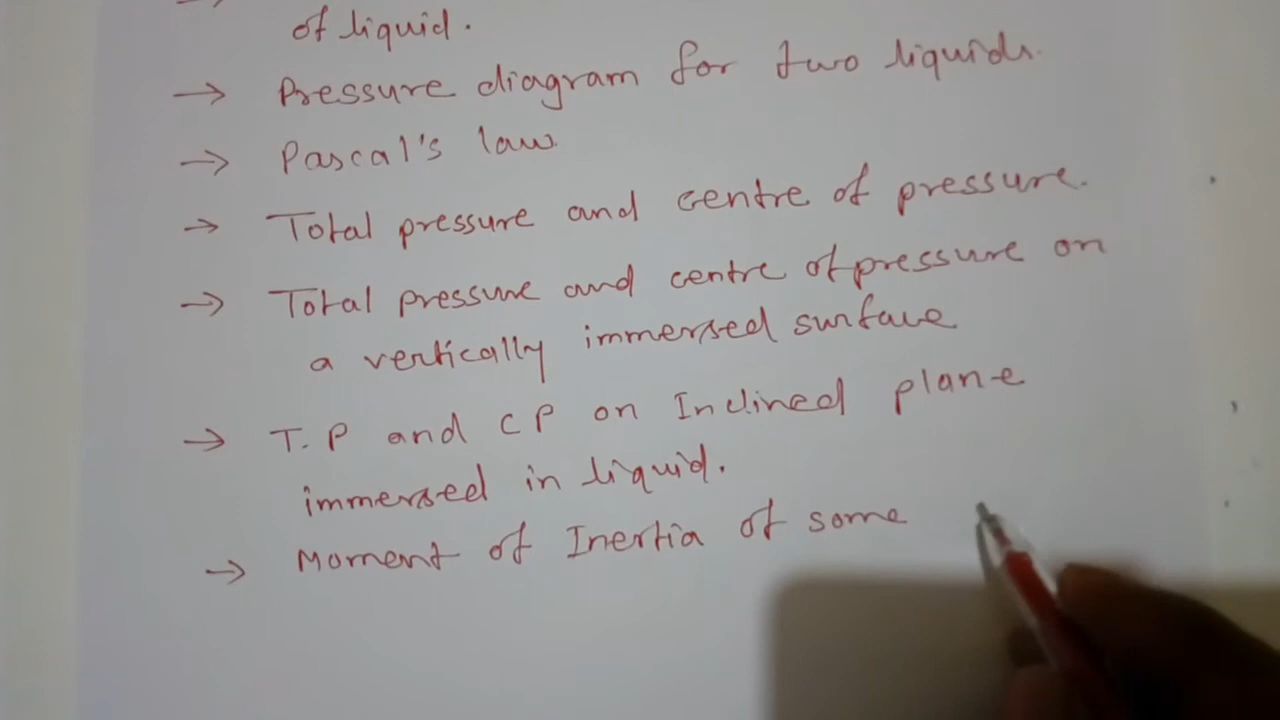 of liquid.
→ Pressure diagram for two liquids.
→ Pascal's law.
→ Total pressure and centre of pressure.
→ Total pressure and centre of pressure on
a vertically immersed surface
→ T.P and CP on Inclined plane
immersed in liquid.
→ Moment of Inertia of some